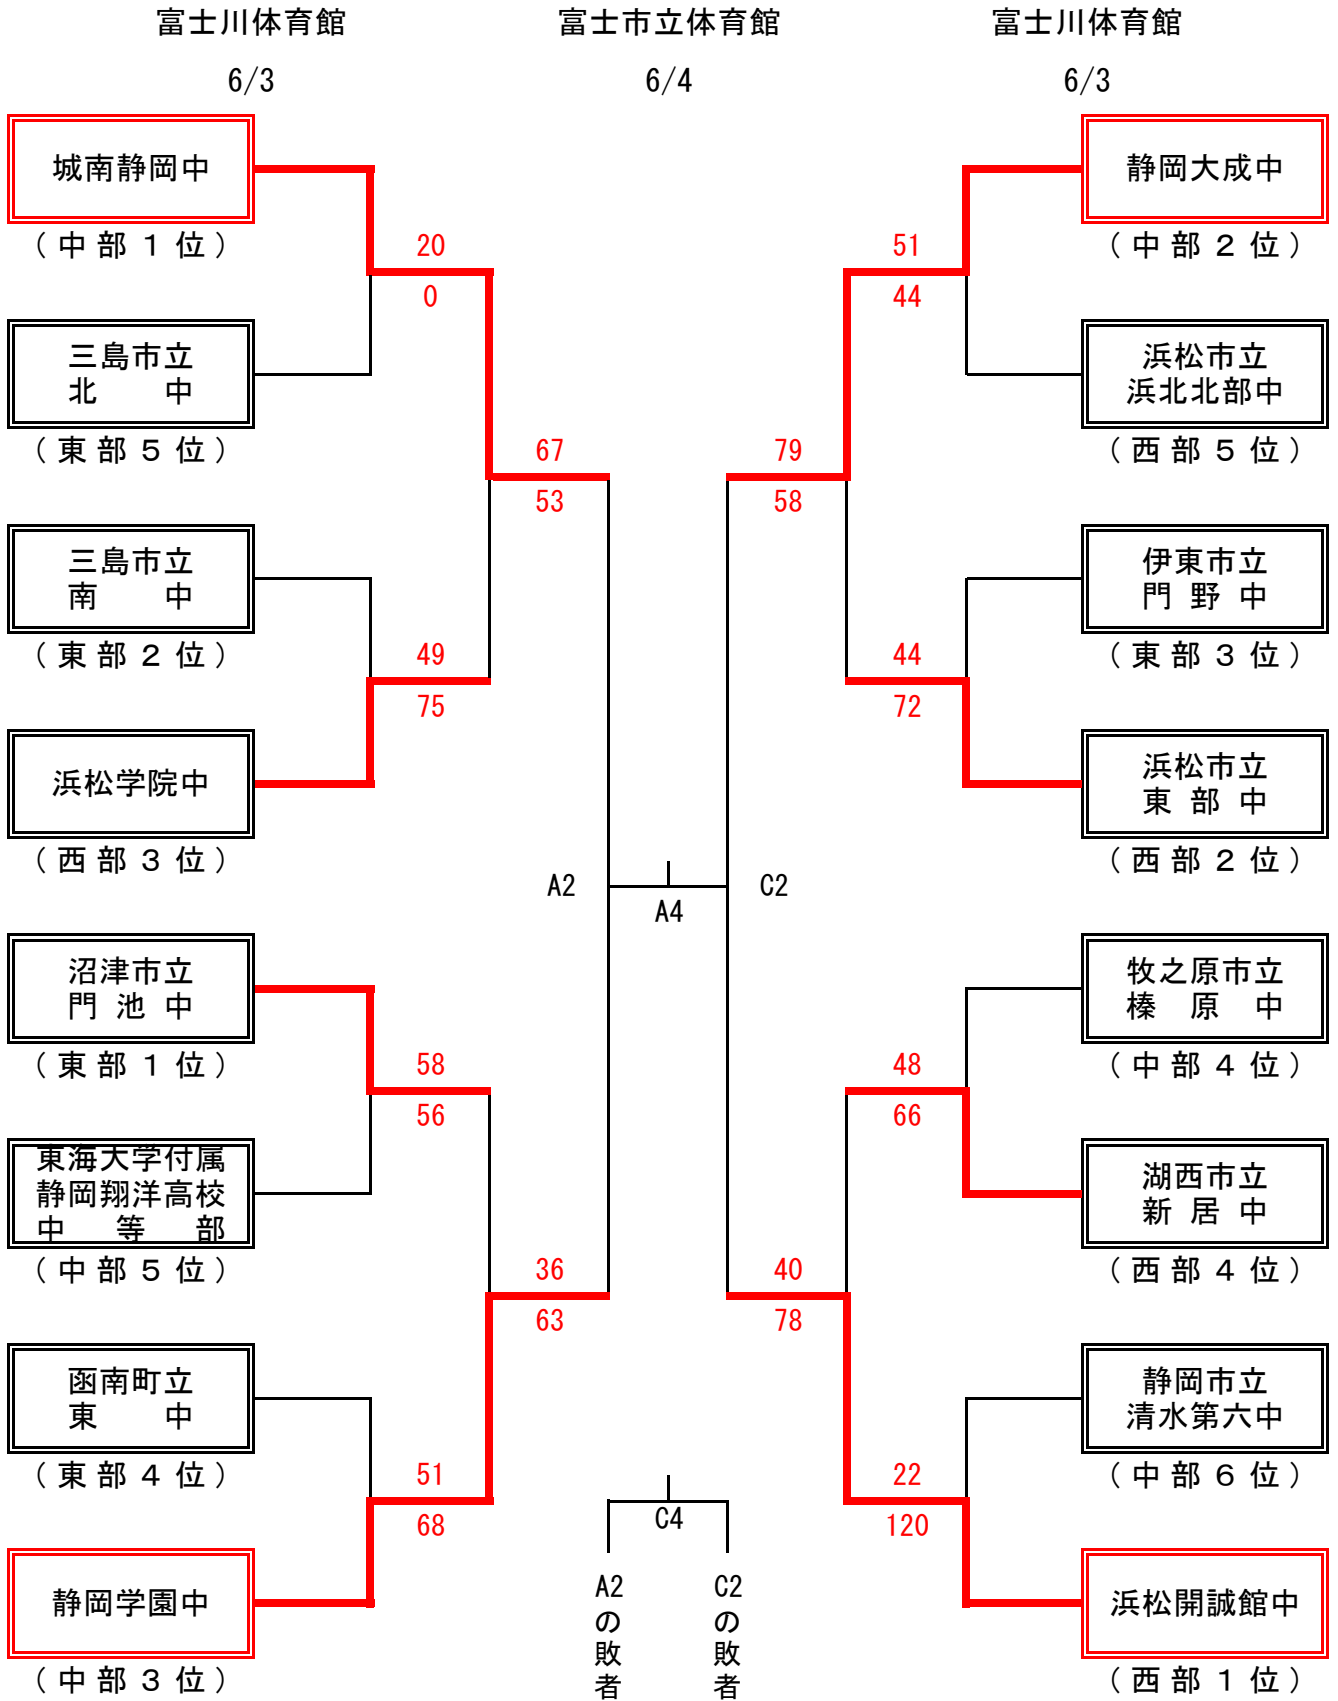 富士川体育館
富士市立体育館
富士川体育館
6/3
6/4
6/3
城南静岡中
(中部1位)
20
0
三島市立
北　中
(東部5位)
67
53
三島市立
南　中
(東部2位)
49
75
浜松学院中
(西部3位)
沼津市立
門池中
(東部1位)
58
56
東海大学付属
静岡翔洋高校
中等部
(中部5位)
36
63
函南町立
東　中
(東部4位)
51
68
静岡学園中
(中部3位)
A2
A4
C2
C4
A2の敗者
C2の敗者
静岡大成中
(中部2位)
51
44
浜松市立
浜北北部中
(西部5位)
79
58
伊東市立
門野中
(東部3位)
44
72
浜松市立
東部中
(西部2位)
牧之原市立
榛原中
(中部4位)
48
66
湖西市立
新居中
(西部4位)
40
78
静岡市立
清水第六中
(中部6位)
22
120
浜松開誠館中
(西部1位)